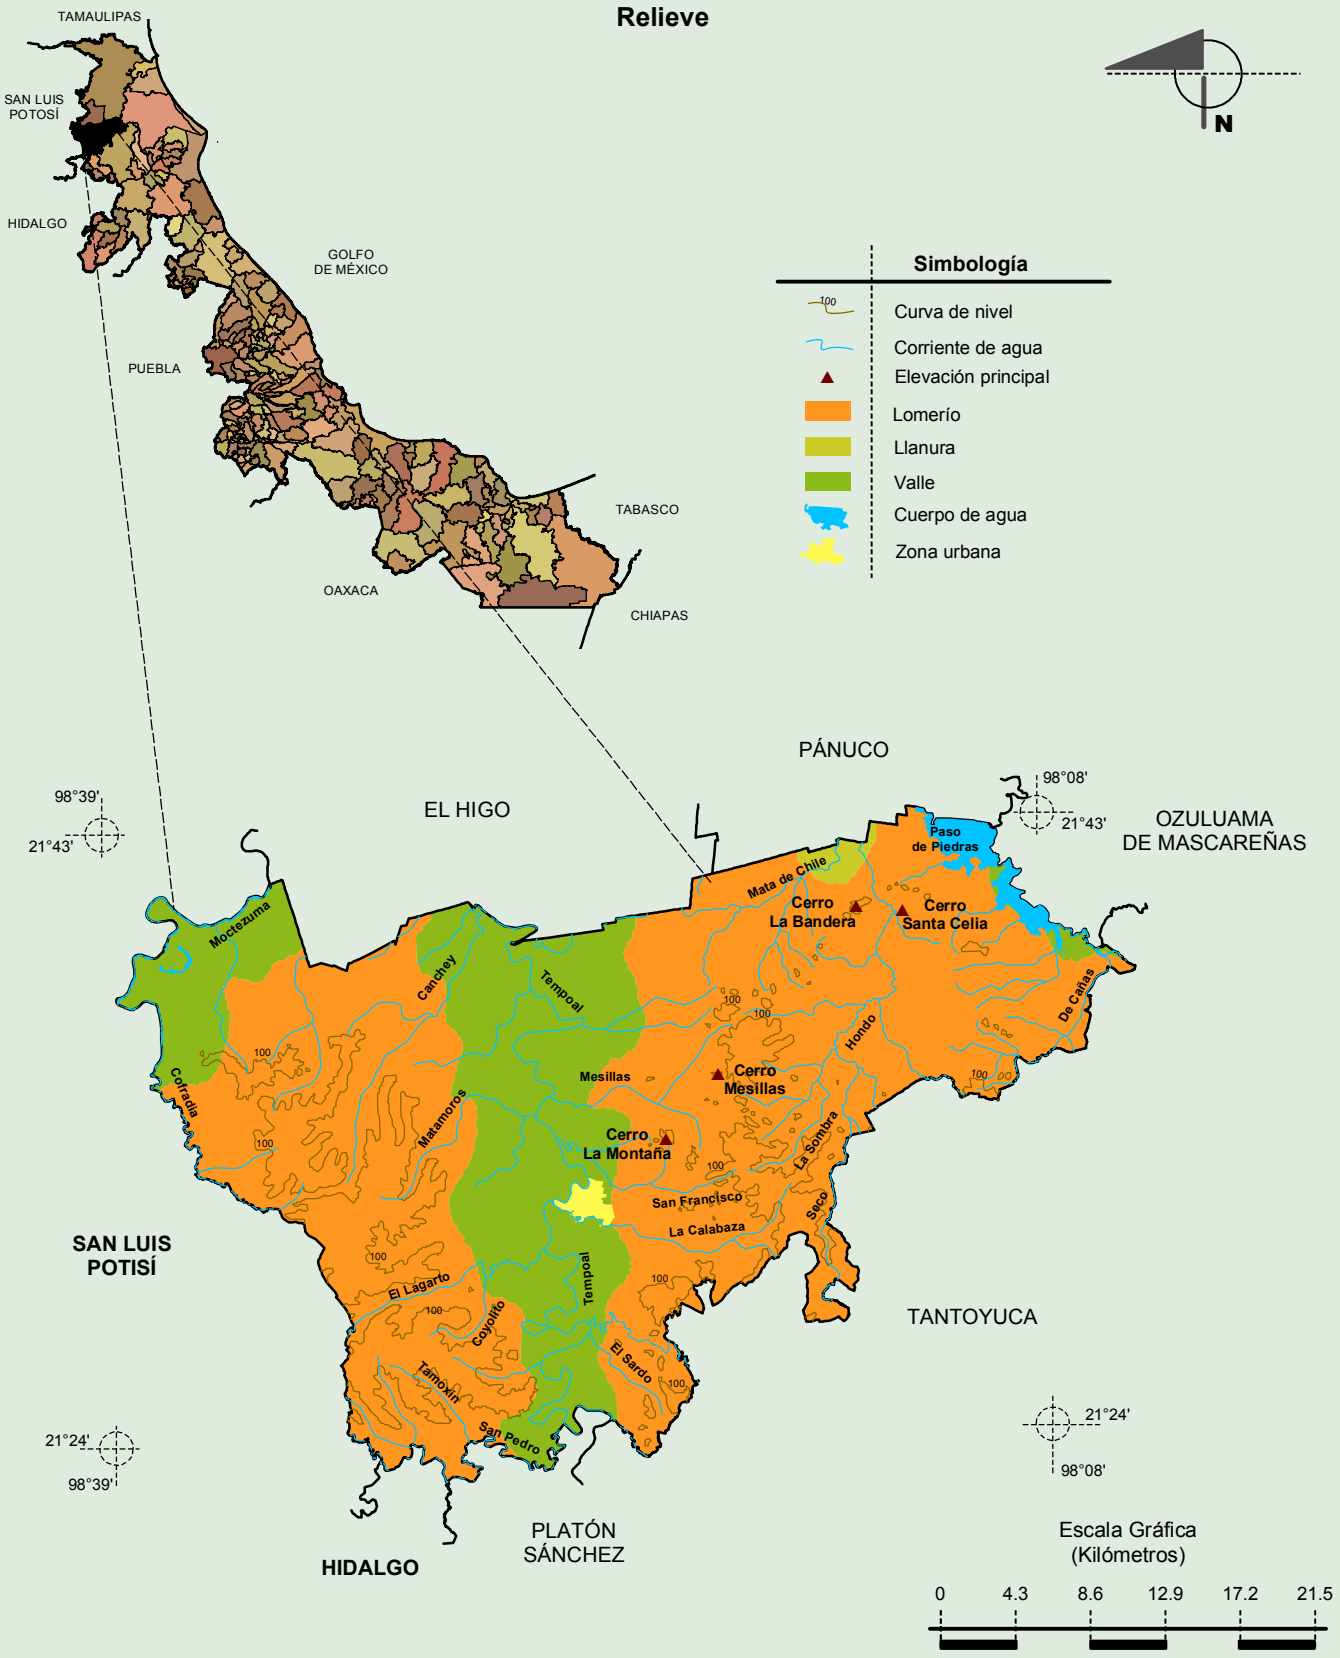 Relieve
TAMAULIPAS
SAN LUIS
POTOSÍ
HIDALGO
GOLFO
DE MÉXICO
PUEBLA
OAXACA
TABASCO
CHIAPAS
N
Simbología
100
Curva de nivel
Corriente de agua
Elevación principal
Lomerío
Llanura
Valle
Cuerpo de agua
Zona urbana
PÁNUCO
EL HIGO
98°39'
21°43'
98°08'
21°43'
OZULUAMA
DE MASCAREÑAS
Paso
de Piedras
Mata de Chile
Cerro
La Bandera
Cerro
Santa Celia
Moctezuma
Canchey
Tempoal
De Cañas
100
100
Hondo
100
Mesillas
Cerro
Mesillas
100
Cofradía
Matamoros
Cerro
La Montaña
La Sombra
100
100
San Francisco
Seco
La Calabaza
SAN LUIS
POTISÍ
100
El Lagarto
Tempoal
100
100
Coyolito
TANTOYUCA
El Sardo
Tamoxin
100
San Pedro
21°24'
98°39'
21°24'
98°08'
PLATÓN
SÁNCHEZ
HIDALGO
Escala Gráfica
(Kilómetros)
0 4.3 8.6 12.9 17.2 21.5